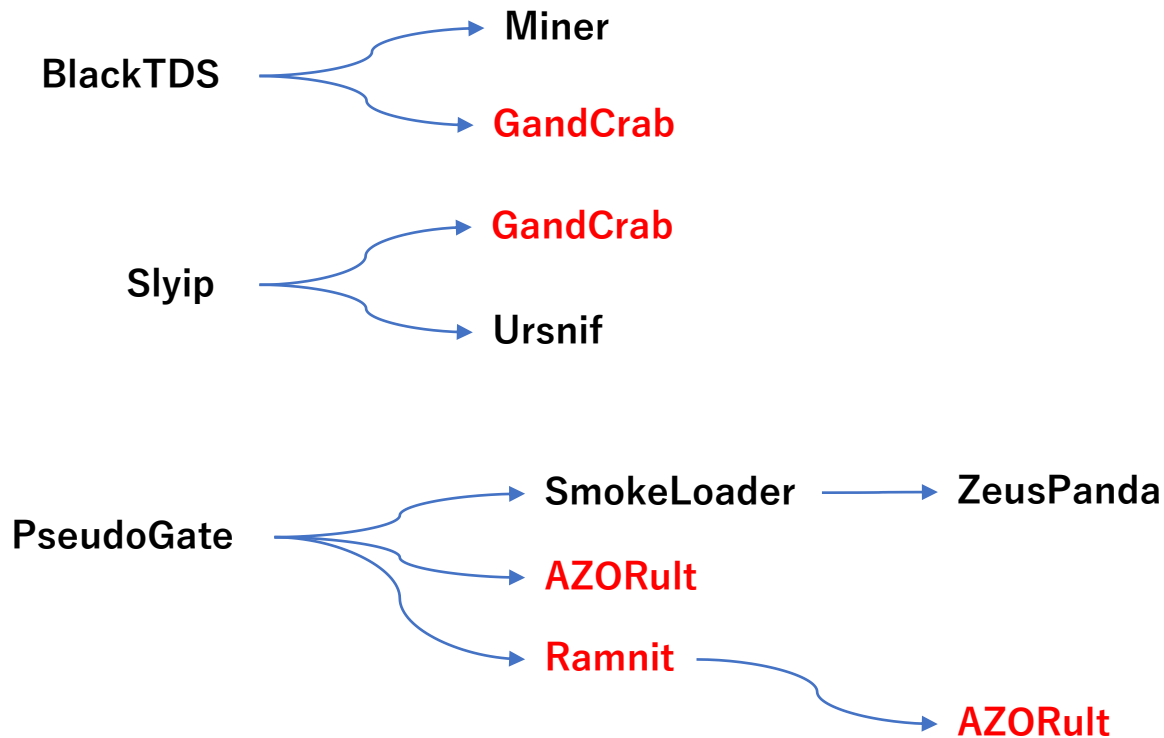 BlackTDS
Miner
GandCrab
Slyip
GandCrab
Ursnif
PseudoGate
SmokeLoader
ZeusPanda
AZORult
Ramnit
AZORult